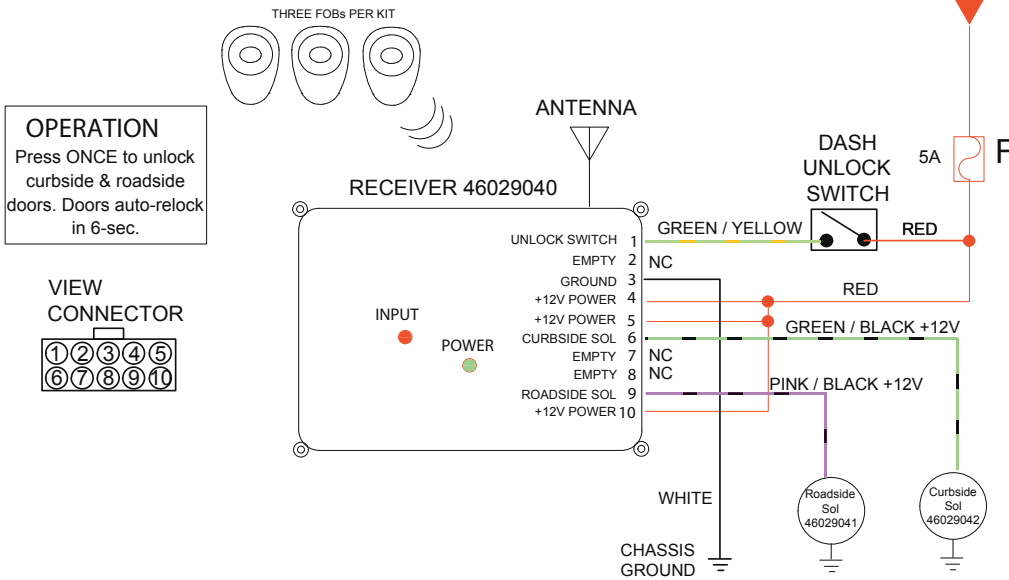 THREE FOBs PER KIT
OPERATION
Press ONCE to unlock
curbside & roadside
doors. Doors auto-relock
in 6-sec.
VIEW
CONNECTOR
1 2 3 4 5
6 7 8 9 10
ANTENNA
RECEIVER 46029040
INPUT
POWER
UNLOCK SWITCH 1
EMPTY 2 NC
GROUND 3
+12V POWER 4
+12V POWER 5
CURBSIDE SOL 6
EMPTY 7 NC
EMPTY 8 NC
ROADSIDE SOL 9
+12V POWER 10
DASH
UNLOCK
SWITCH
5A
F
GREEN / YELLOW
RED
RED
GREEN / BLACK +12V
PINK / BLACK +12V
WHITE
CHASSIS
GROUND
Roadside
Sol
46029041
Curbside
Sol
46029042